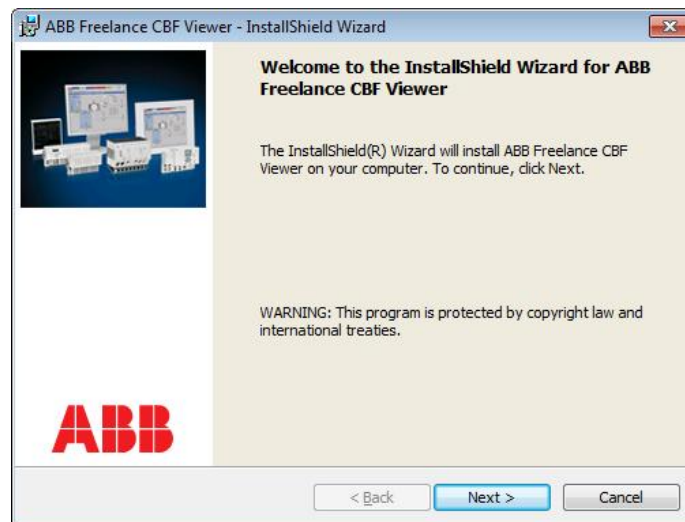 ABB Freelance CBF Viewer - InstallShield Wizard
Welcome to the InstallShield Wizard for ABB
Freelance CBF Viewer
The InstallShield(R) Wizard will install ABB Freelance CBF
Viewer on your computer. To continue, click Next.
WARNING: This program is protected by copyright law and
international treaties.
ABB
< Back
Next >
Cancel